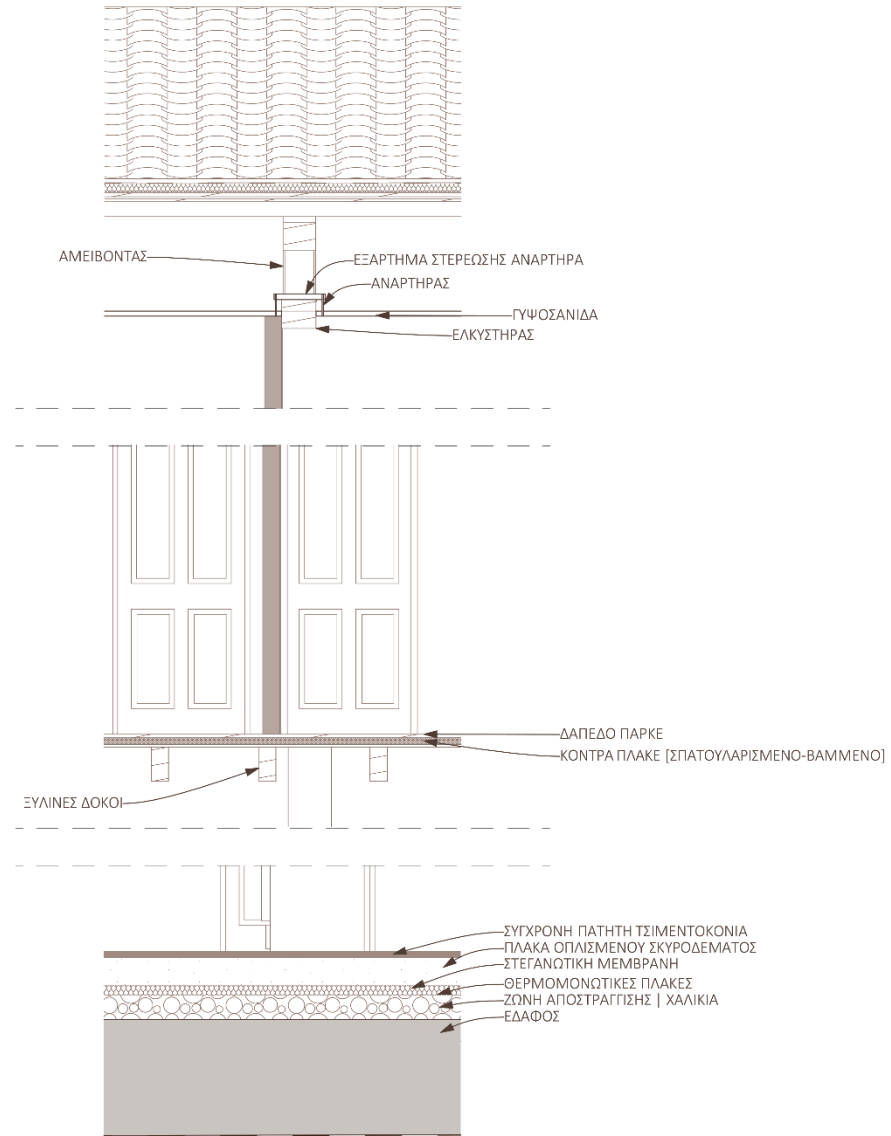 ΑΜΕΙΒΟΝΤΑΣ
ΕΞΑΡΤΗΜΑ ΣΤΕΡΕΩΣΗΣ ΑΝΑΡΤΗΡΑ
ΑΝΑΡΤΗΡΑΣ
ΓΥΨΟΣΑΝΙΔΑ
ΕΛΚΥΣΤΗΡΑΣ
ΔΑΠΕΔΟ ΠΑΡΚΕ
ΚΟΝΤΡΑ ΠΛΑΚΕ [ΣΠΑΤΟΥΛΑΡΙΣΜΕΝΟ-ΒΑΜΜΕΝΟ]
ΞΥΛΙΝΕΣ ΔΟΚΟΙ
ΣΥΓΧΡΟΝΗ ΠΑΤΗΤΗ ΤΣΙΜΕΝΤΟΚΟΝΙΑ
ΠΛΑΚΑ ΟΠΛΙΣΜΕΝΟΥ ΣΚΥΡΟΔΕΜΑΤΟΣ
ΣΤΕΓΑΝΩΤΙΚΗ ΜΕΜΒΡΑΝΗ
ΘΕΡΜΟΜΟΝΩΤΙΚΕΣ ΠΛΑΚΕΣ
ΖΩΝΗ ΑΠΟΣΤΡΑΓΓΙΣΗΣ | ΧΑΛΙΚΙΑ
ΕΔΑΦΟΣ